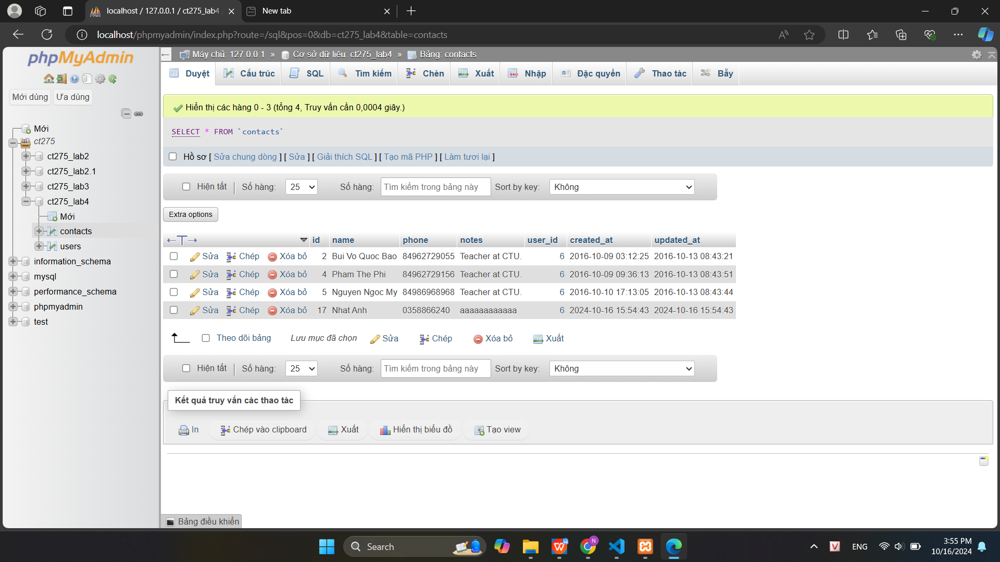 localhost / 127.0.0.1 / ct275_lab4
New tab
localhost/phpmyadmin/index.php?route=/sql&pos=0&db=ct275_lab4&table=contacts
phpMyAdmin
Mới dùng
Ưa dùng
Mới
ct275
ct275_lab2
ct275_lab2.1
ct275_lab3
ct275_lab4
Mới
contacts
users
information_schema
mysql
performance_schema
phpmyadmin
test
Máy chủ: 127.0.0.1 » Cơ sở dữ liệu: ct275_lab4 » Bảng: contacts
Duyệt Cấu trúc SQL Tìm kiếm Chèn Xuất Nhập Đặc quyền Thao tác Bẫy
Hiển thị các hàng 0 - 3 (tổng 4, Truy vấn cần 0,0004 giây.)
SELECT * FROM `contacts`
Hồ sơ [ Sửa chung dòng ] [ Sửa ] [ Giải thích SQL ] [ Tạo mã PHP ] [ Làm tươi lại ]
Hiện tất | Số hàng: 25 Số hàng: Tìm kiếm trong bảng này Sort by key: Không
Extra options
←T→ id name phone notes user_id created_at updated_at
Sửa Chép Xóa bỏ 2 Bui Vo Quoc Bao 84962729055 Teacher at CTU. 6 2016-10-09 03:12:25 2016-10-13 08:43:21
Sửa Chép Xóa bỏ 4 Pham The Phi 84962729156 Teacher at CTU. 6 2016-10-09 09:36:13 2016-10-13 08:43:51
Sửa Chép Xóa bỏ 5 Nguyen Ngoc My 84986968968 Teacher at CTU. 6 2016-10-10 17:13:05 2016-10-13 08:43:44
Sửa Chép Xóa bỏ 17 Nhat Anh 0358866240 aaaaaaaaaaaa 6 2024-10-16 15:54:43 2024-10-16 15:54:43
Theo dõi bảng Lưu mục đã chọn Sửa Chép Xóa bỏ Xuất
Hiện tất | Số hàng: 25 Số hàng: Tìm kiếm trong bảng này Sort by key: Không
Kết quả truy vấn các thao tác
In Chép vào clipboard Xuất Hiển thị biểu đồ Tạo view
Bảng điều khiển
Search
ENG
3:55 PM
10/16/2024